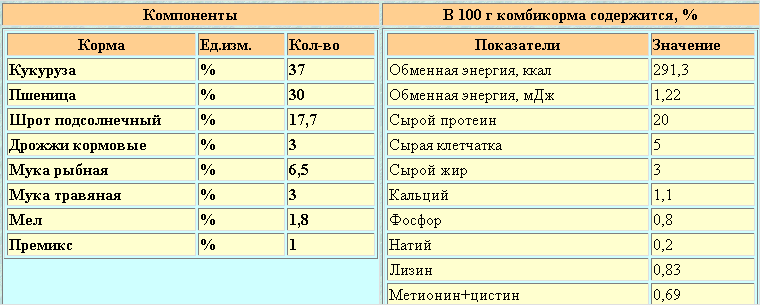 Компоненты
В 100 г комбикорма содержится, %
Корма Ед.изм. Кол-во
Кукуруза % 37
Пшеница % 30
Шрот подсолнечный % 17,7
Дрожжи кормовые % 3
Мука рыбная % 6,5
Мука травяная % 3
Мел % 1,8
Премикс % 1
Показатели Значение
Обменная энергия, ккал 291,3
Обменная энергия, мДж 1,22
Сырой протеин 20
Сырая клетчатка 5
Сырой жир 3
Кальций 1,1
Фосфор 0,8
Натий 0,2
Лизин 0,83
Метионин+цистин 0,69